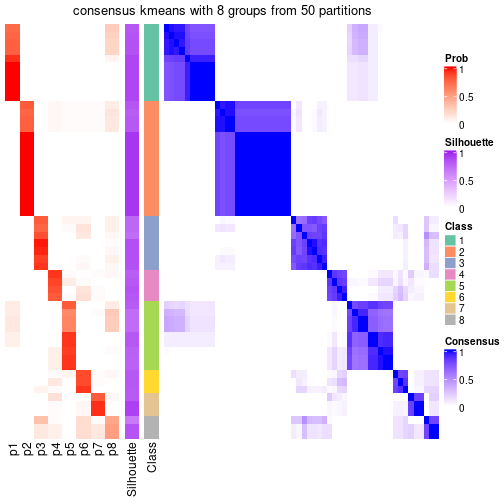 consensus kmeans with 8 groups from 50 partitions
Prob
1
0.5
0
Silhouette
1
0.5
0
Class
1
2
3
4
5
6
7
8
Consensus
1
0.5
0
p1 p2 p3 p4 p5 p6 p7 p8 Silhouette Class